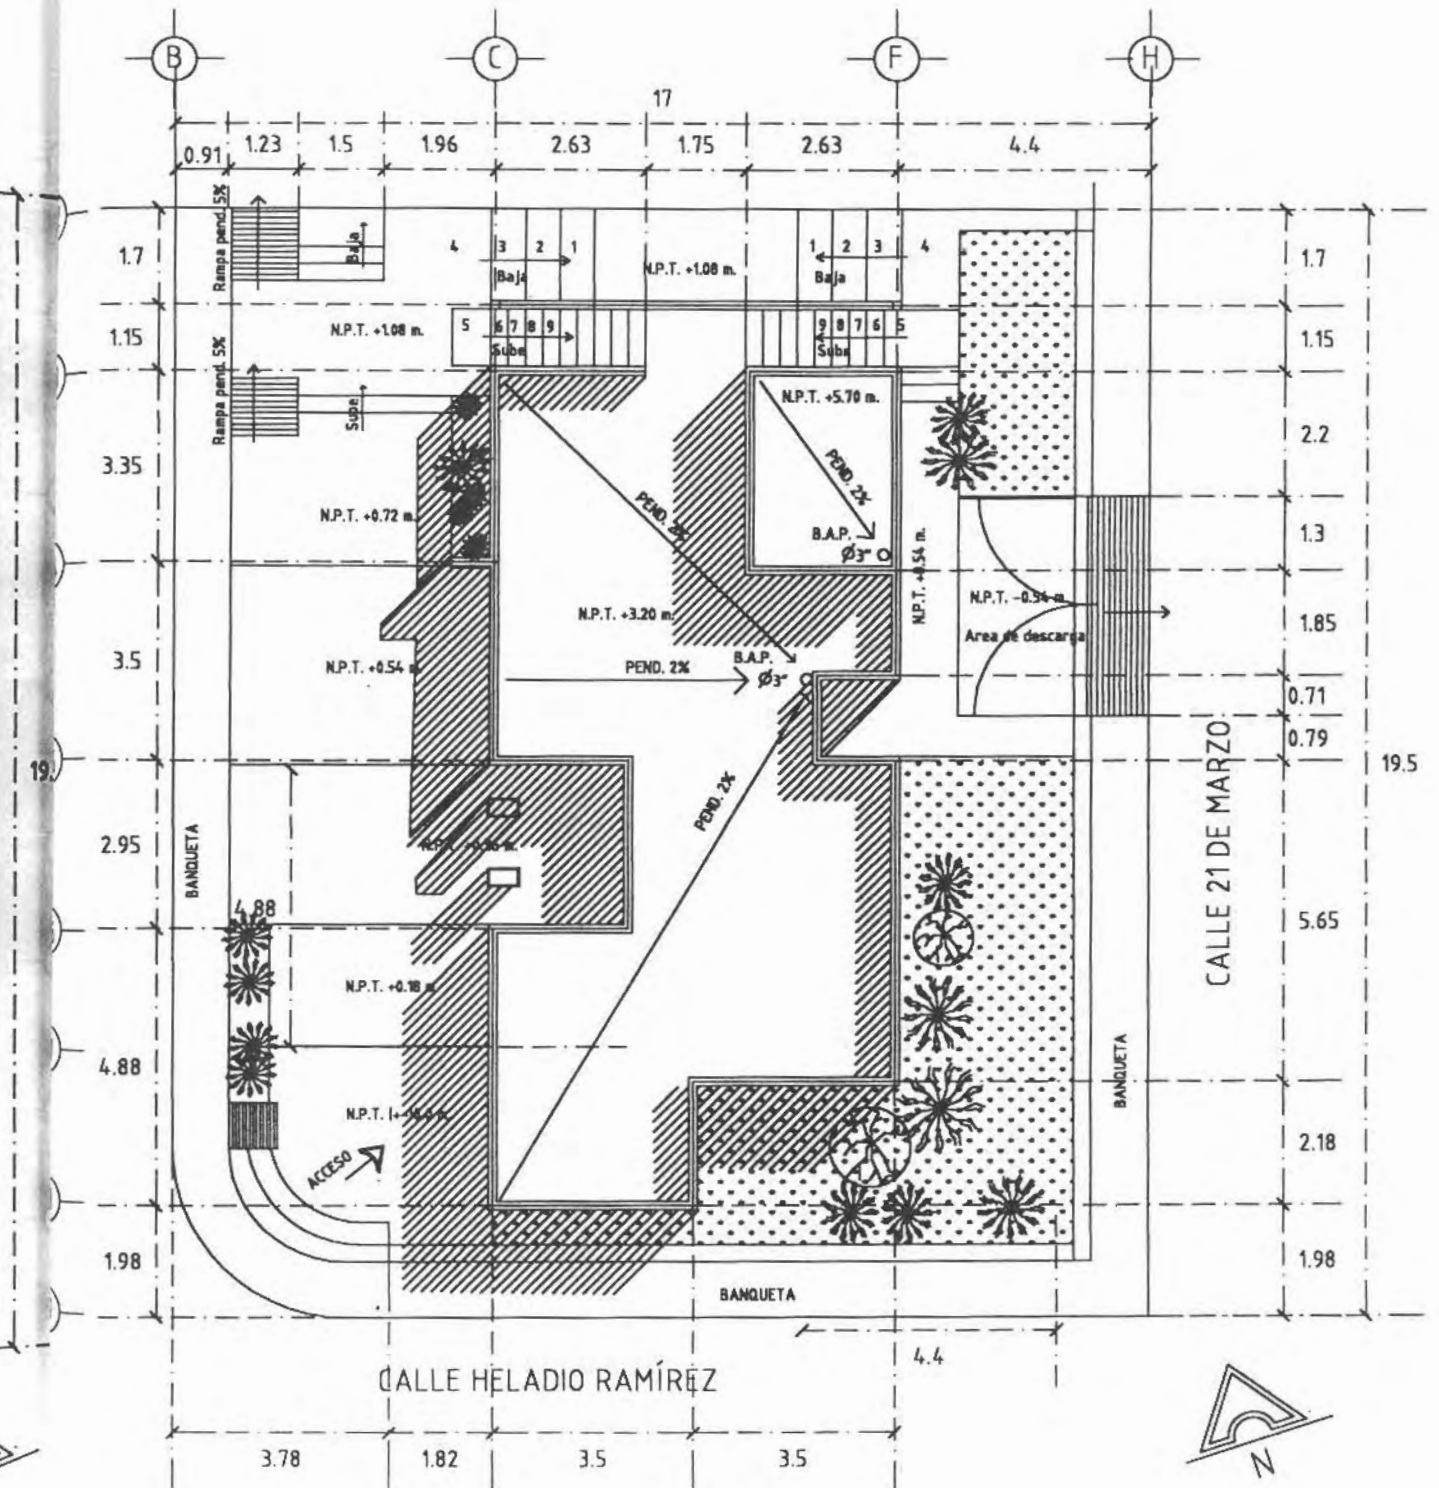 B
C
F
H
17
0.91
1.23
1.5
1.96
2.63
1.75
2.63
4.4
Rampa pend. 5%
Baja
4
3
2
1
Baja
N.P.T. +1.08 m.
1
2
3
4
Baja
1.7
1.7
N.P.T. +1.08 m.
5
6
7
8
9
Sube
9
8
7
6
5
Sube
1.15
1.15
Rampa pend. 5%
Sube
N.P.T. +5.70 m.
PEND. 2%
B.A.P.
Ø3"
3.35
2.2
N.P.T. +0.72 m.
PEND. 2%
1.3
N.P.T. +0.54 m.
N.P.T. +3.20 m.
N.P.T. -0.54 m.
Area de descarga
1.85
3.5
N.P.T. +0.54 m.
PEND. 2%
B.A.P.
Ø3"
0.71
0.79
19.
19.5
PEND. 2%
CALLE 21 DE MARZO
2.95
BANQUETA
N.P.T.
4.88
5.65
N.P.T. +0.18 m.
4.88
N.P.T.
ACCESO
BANQUETA
2.18
1.98
1.98
BANQUETA
4.4
CALLE HELADIO RAMÍREZ
3.78
1.82
3.5
3.5
N